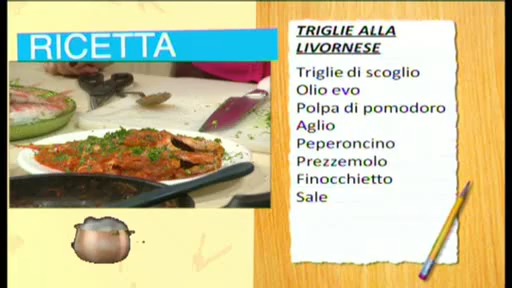 RICETTA
TRIGLIE ALLA
LIVORNESE
Triglie di scoglio
Olio evo
Polpa di pomodoro
Aglio
Peperoncino
Prezzemolo
Finocchietto
Sale